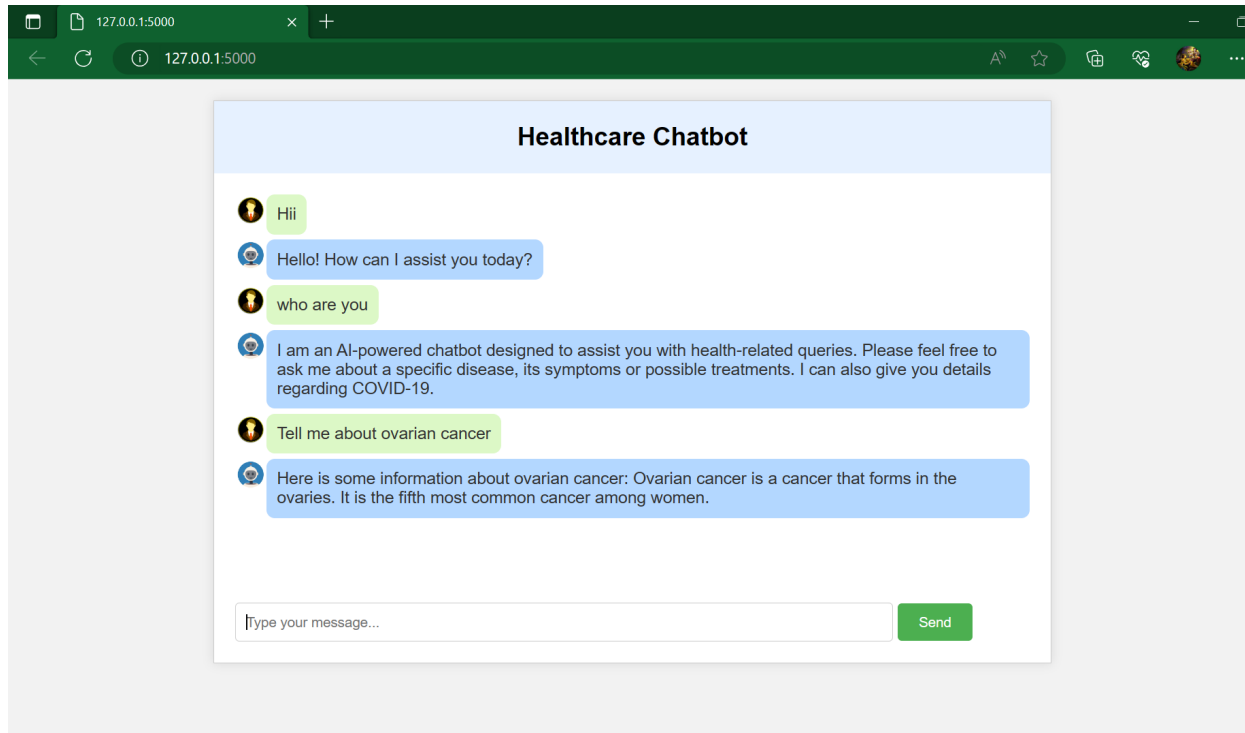 127.0.0.1:5000
127.0.0.1:5000
Healthcare Chatbot
Hii
Hello! How can I assist you today?
who are you
I am an AI-powered chatbot designed to assist you with health-related queries. Please feel free to
ask me about a specific disease, its symptoms or possible treatments. I can also give you details
regarding COVID-19.
Tell me about ovarian cancer
Here is some information about ovarian cancer: Ovarian cancer is a cancer that forms in the
ovaries. It is the fifth most common cancer among women.
Type your message...
Send